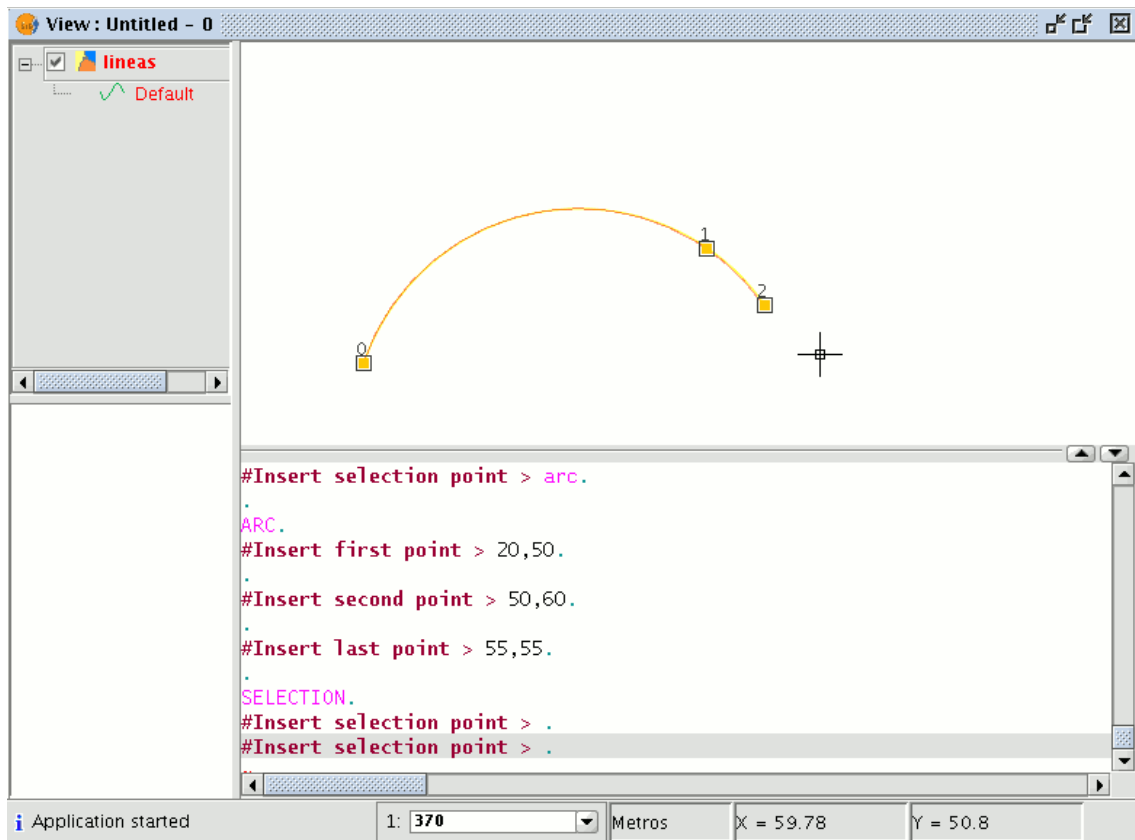 View : Untitled - 0
lineas
Default
0
1
2
#Insert selection point > arc.
.
ARC.
#Insert first point > 20,50.
.
#Insert second point > 50,60.
.
#Insert last point > 55,55.
.
SELECTION.
#Insert selection point > .
#Insert selection point > .
i Application started
1: 370
Metros
X = 59.78
Y = 50.8